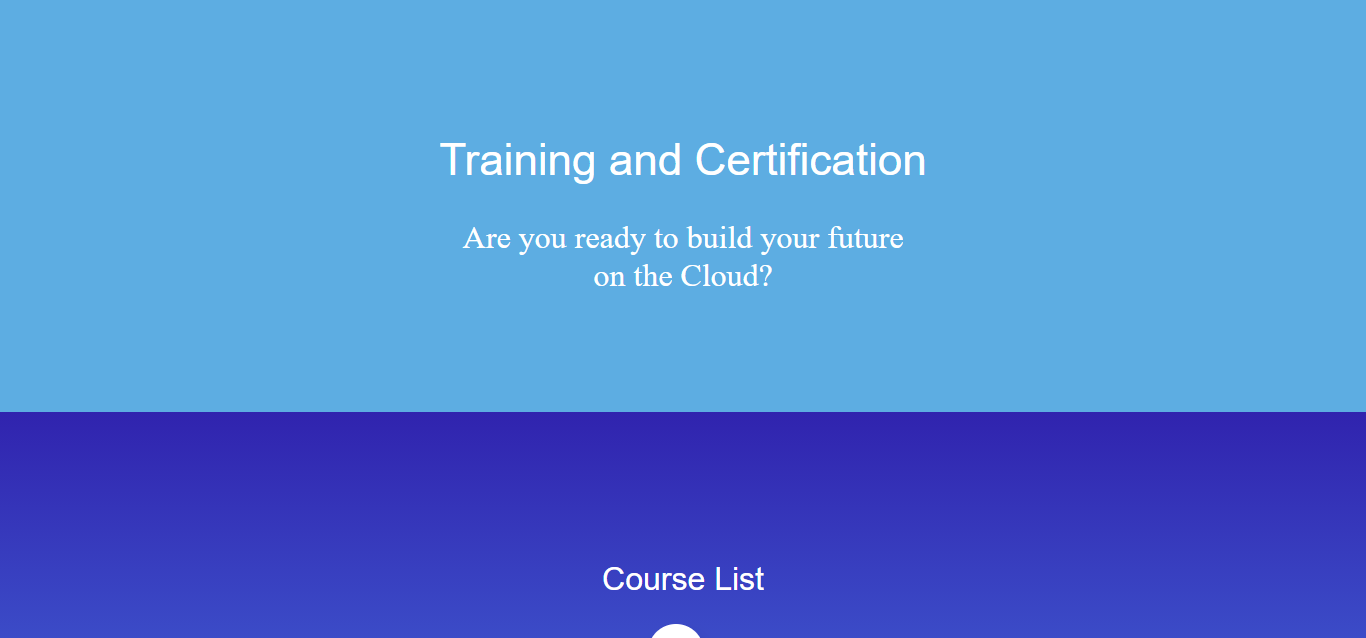 Training and Certification
Are you ready to build your future
on the Cloud?
Course List